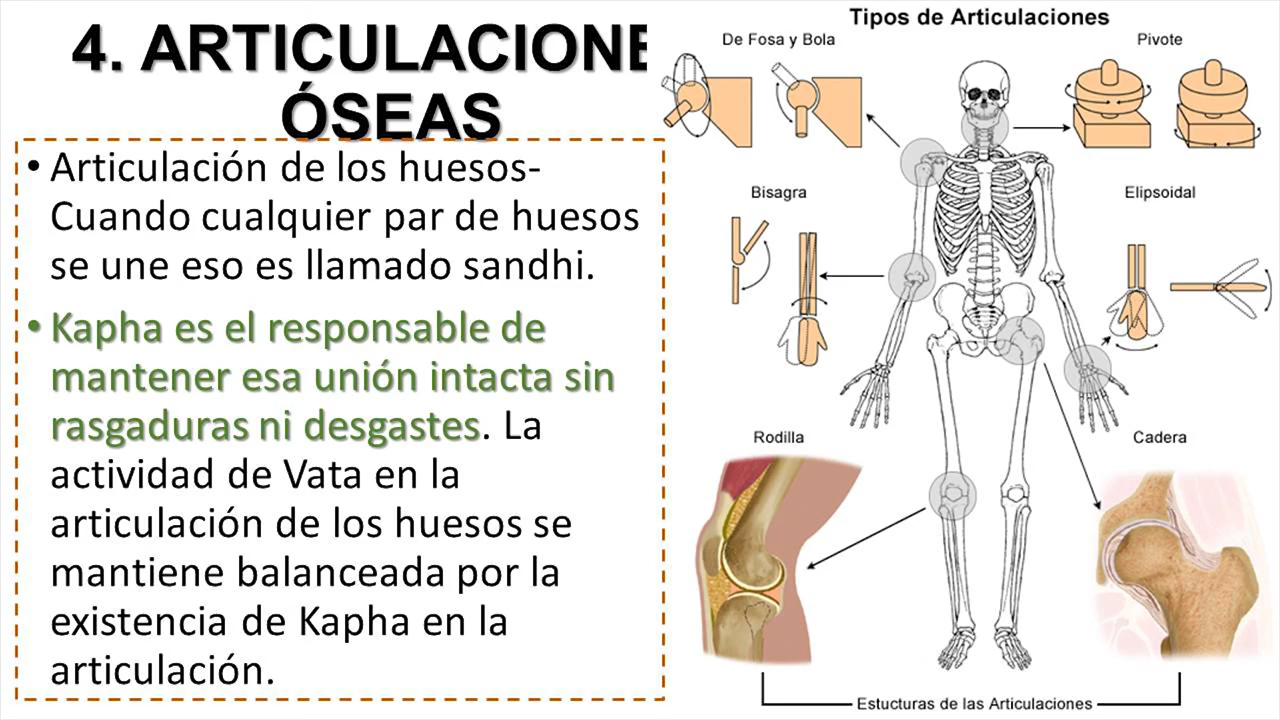 4. ARTICULACIONE
ÓSEAS
• Articulación de los huesos-
Cuando cualquier par de huesos
se une eso es llamado sandhi.
• Kapha es el responsable de
mantener esa unión intacta sin
rasgaduras ni desgastes. La
actividad de Vata en la
articulación de los huesos se
mantiene balanceada por la
existencia de Kapha en la
articulación.
Tipos de Articulaciones
De Fosa y Bola
Pivote
Bisagra
Elipsoidal
Rodilla
Cadera
Estucturas de las Articulaciones